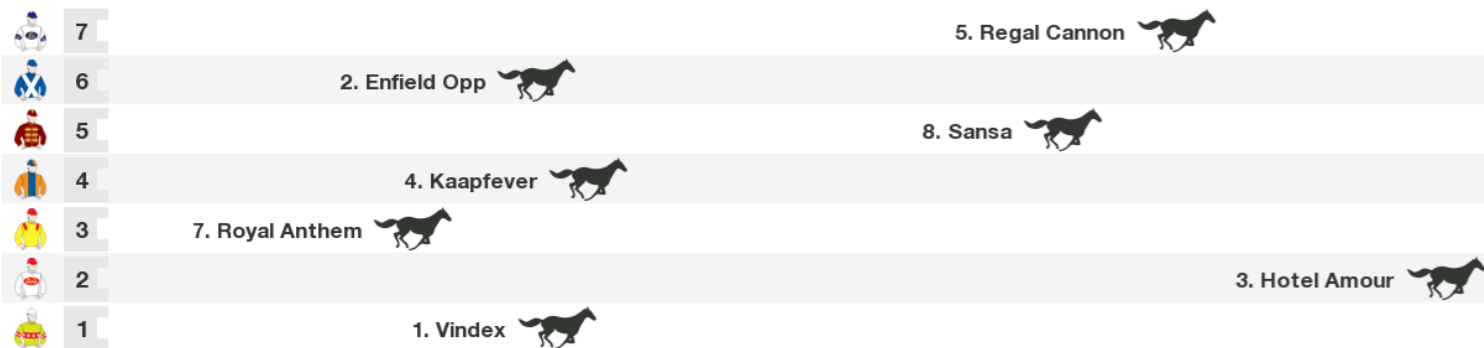 7 5. Regal Cannon
6 2. Enfield Opp
5 8. Sansa
4 4. Kaapfever
3 7. Royal Anthem
2 3. Hotel Amour
1 1. Vindex